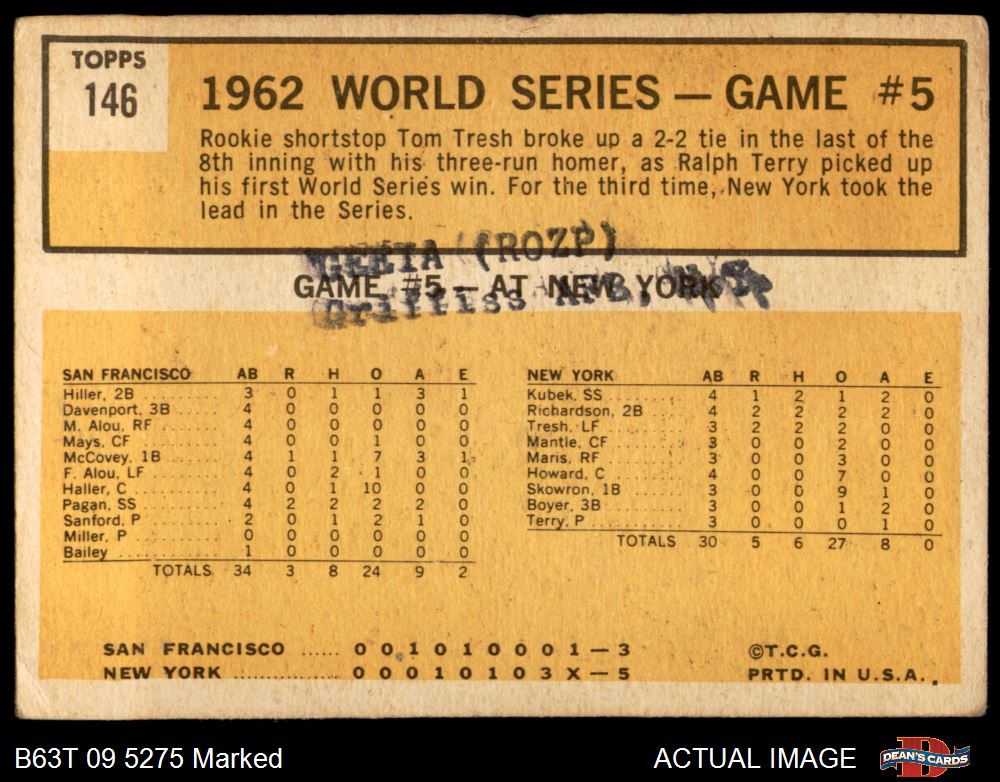 TOPPS
146
1962 WORLD SERIES — GAME #5
Rookie shortstop Tom Tresh broke up a 2-2 tie in the last of the
8th inning with his three-run homer, as Ralph Terry picked up
his first World Series win. For the third time, New York took the
lead in the Series.
(ROZP)
GAME #5 — AT NEW YORK
Griffiss
SAN FRANCISCO AB R H O A E
Hiller, 2B ........ 3 0 1 1 3 1
Davenport, 3B ..... 4 0 0 0 0 0
M. Alou, RF ....... 4 0 0 0 0 0
Mays, CF .......... 4 0 0 1 0 0
McCovey, 1B ....... 4 1 1 7 3 1
F. Alou, LF ....... 4 0 2 1 0 0
Haller, C ......... 4 0 1 10 0 0
Pagan, SS ......... 4 2 2 2 2 0
Sanford, P ........ 2 0 1 2 1 0
Miller, P ......... 0 0 0 0 0 0
Bailey ............ 1 0 0 0 0 0
TOTALS 34 3 8 24 9 2
NEW YORK AB R H O A E
Kubek, SS ......... 4 1 2 1 2 0
Richardson, 2B .... 4 2 2 2 2 0
Tresh, LF ......... 3 2 2 2 0 0
Mantle, CF ........ 3 0 0 2 0 0
Maris, RF ......... 3 0 0 3 0 0
Howard, C ......... 4 0 0 7 0 0
Skowron, 1B ....... 3 0 0 9 1 0
Boyer, 3B ......... 3 0 0 1 2 0
Terry, P .......... 3 0 0 0 1 0
TOTALS 30 5 6 27 8 0
SAN FRANCISCO ...... 0 0 1 0 1 0 0 0 1 — 3
NEW YORK ................ 0 0 0 1 0 1 0 3 X — 5
©T.C.G.
PRTD. IN U.S.A.
B63T 09 5275 Marked
ACTUAL IMAGE
D
DEAN'S CARDS